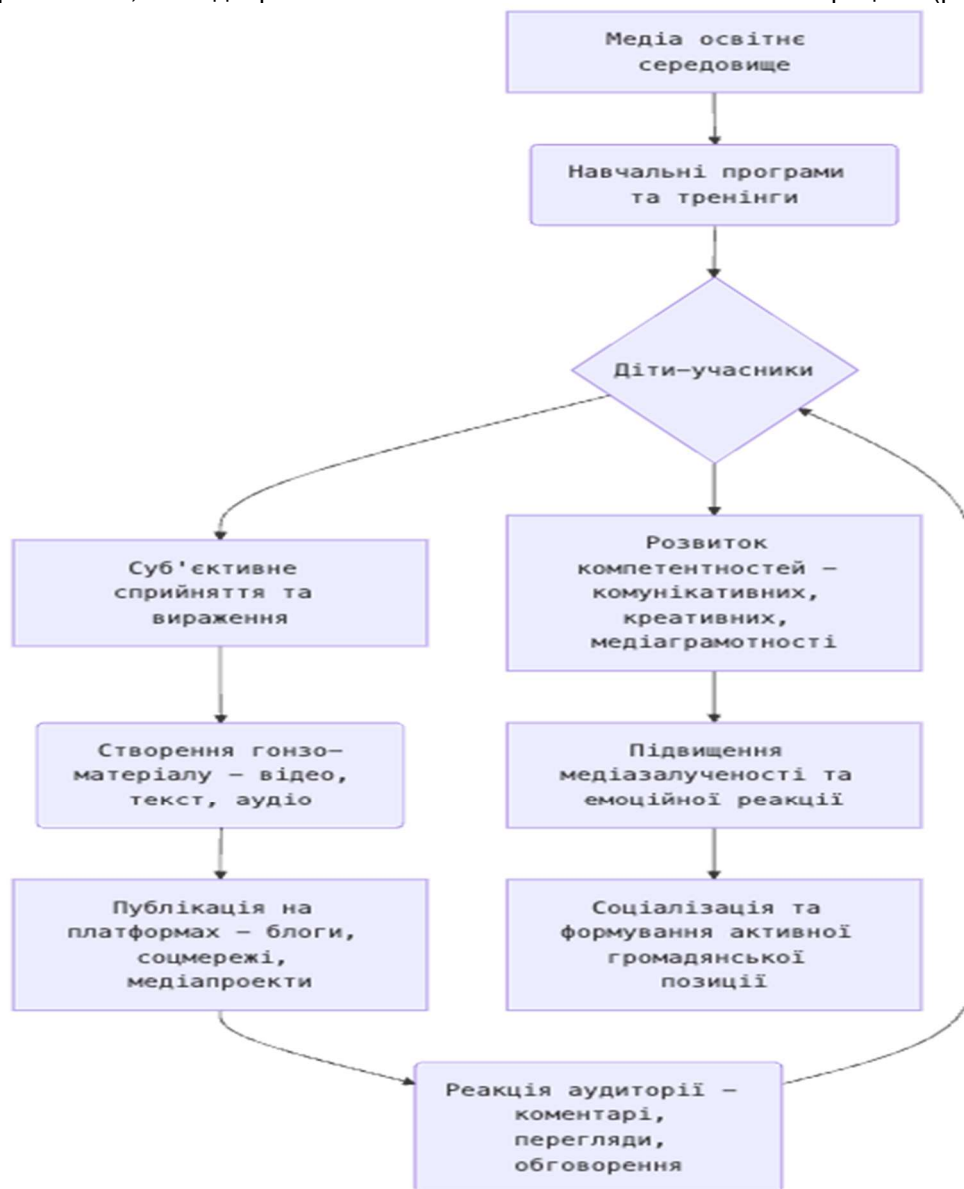 Медіа освітнє
середовище
Навчальні програми
та тренінги
Діти–учасники
Суб'єктивне
сприйняття та
вираження
Розвиток
компетентностей –
комунікативних,
креативних,
медіаграмотності
Створення гонзо–
матеріалу – відео,
текст, аудіо
Підвищення
медіазалученості та
емоційної реакції
Публікація на
платформах – блоги,
соцмережі,
медіапроекти
Соціалізація та
формування активної
громадянської
позиції
Реакція аудиторії –
коментарі,
перегляди,
обговорення